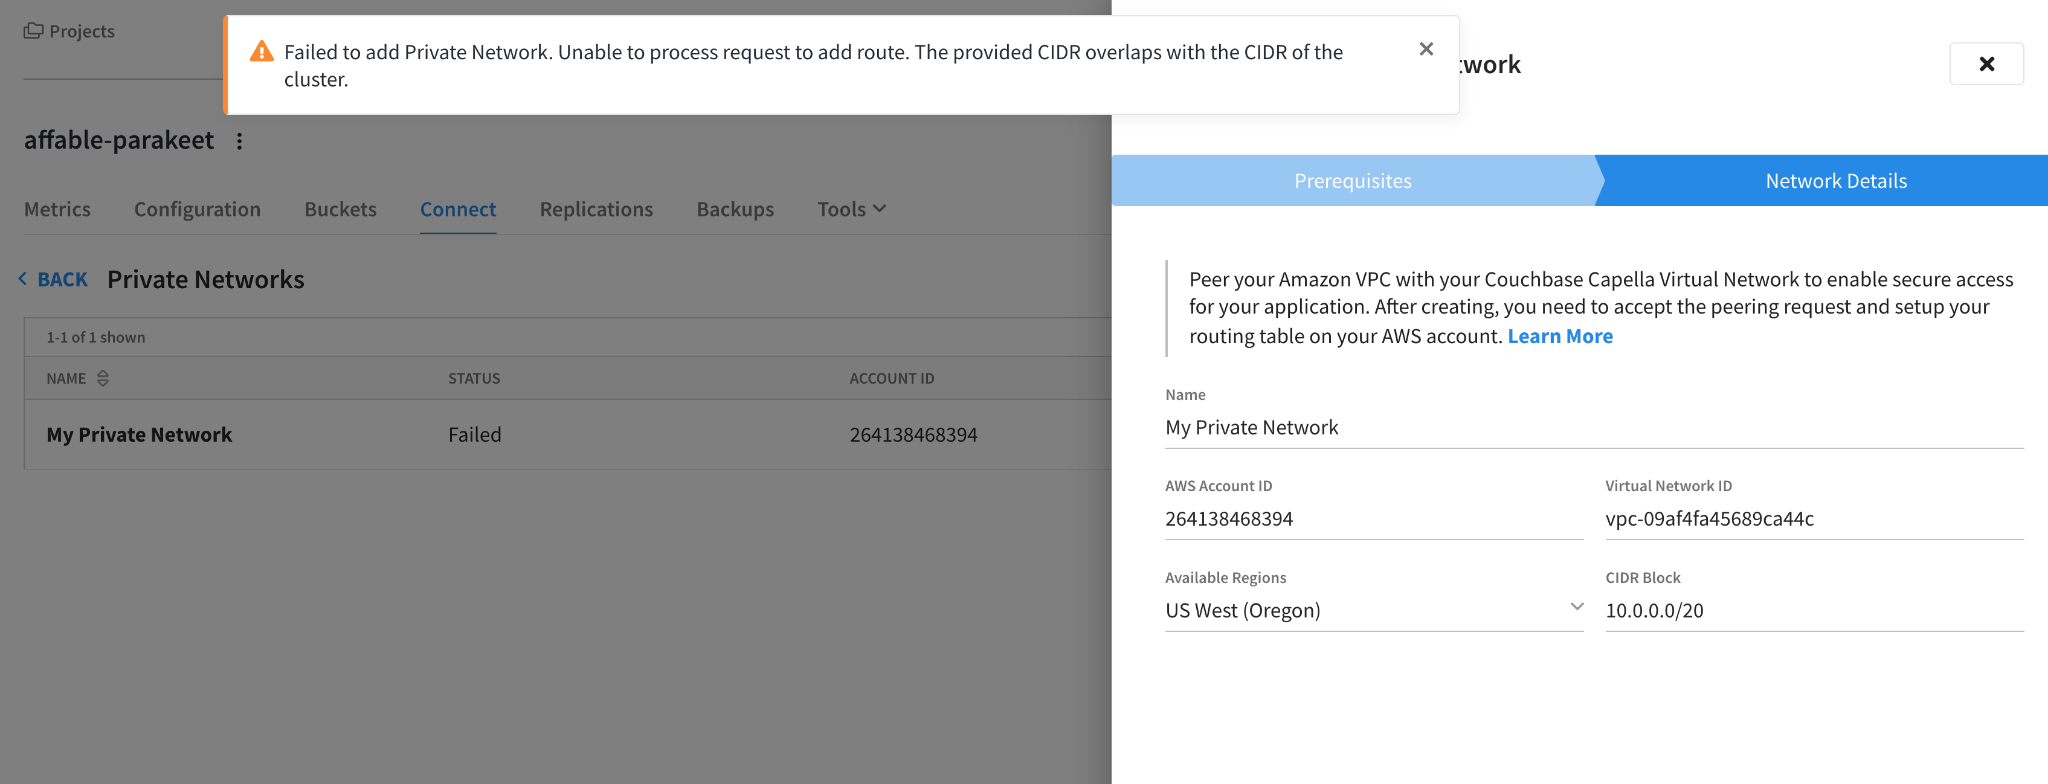 Projects
Failed to add Private Network. Unable to process request to add route. The provided CIDR overlaps with the CIDR of the
cluster.
twork
affable-parakeet
Metrics Configuration Buckets Connect Replications Backups Tools
BACK Private Networks
1-1 of 1 shown
NAME STATUS ACCOUNT ID
My Private Network Failed 264138468394
Prerequisites Network Details
Peer your Amazon VPC with your Couchbase Capella Virtual Network to enable secure access
for your application. After creating, you need to accept the peering request and setup your
routing table on your AWS account. Learn More
Name
My Private Network
AWS Account ID Virtual Network ID
264138468394 vpc-09af4fa45689ca44c
Available Regions CIDR Block
US West (Oregon) 10.0.0.0/20